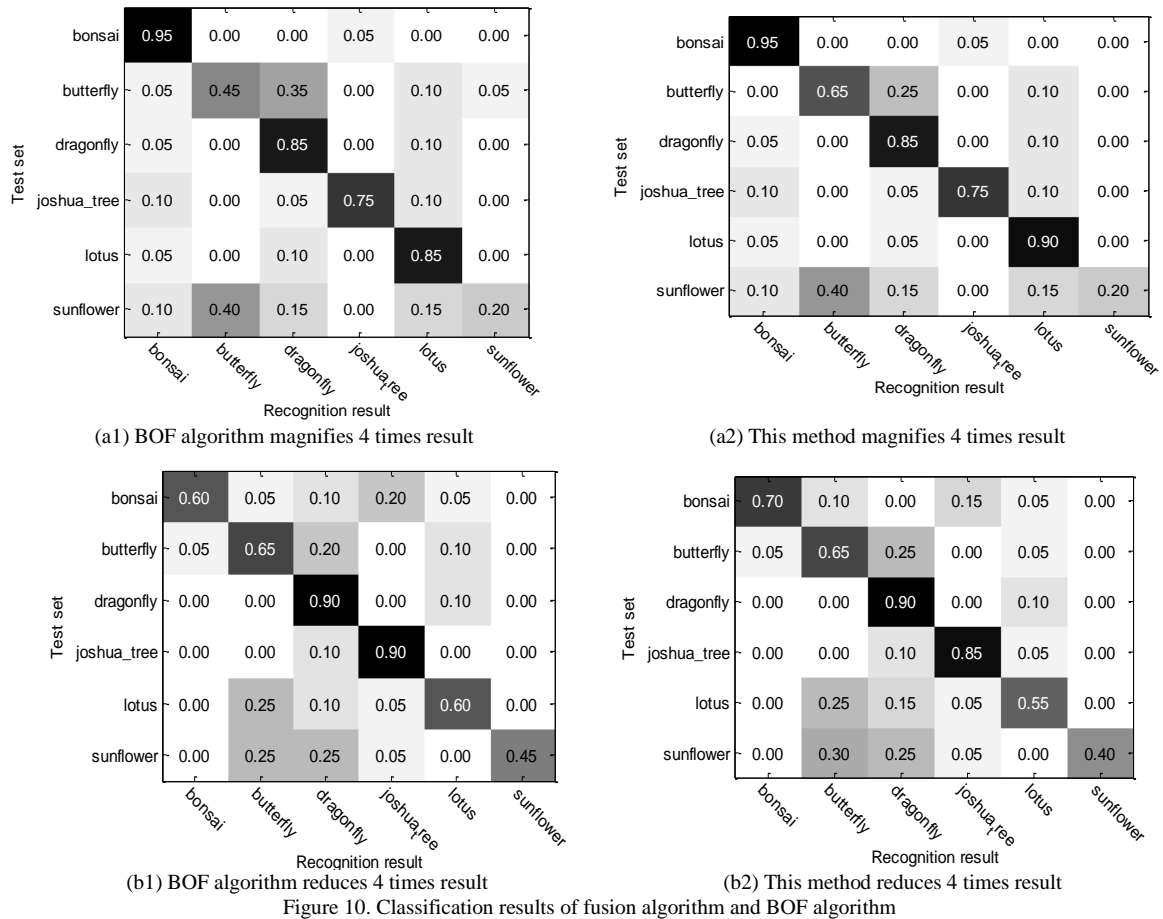 bonsai 0.95 0.00 0.00 0.05 0.00 0.00
butterfly 0.05 0.45 0.35 0.00 0.10 0.05
dragonfly 0.05 0.00 0.85 0.00 0.10 0.00
joshua_tree 0.10 0.00 0.05 0.75 0.10 0.00
lotus 0.05 0.00 0.10 0.00 0.85 0.00
sunflower 0.10 0.40 0.15 0.00 0.15 0.20
Test set
bonsai butterfly dragonfly joshuatree lotus sunflower
Recognition result
(a1) BOF algorithm magnifies 4 times result
bonsai 0.95 0.00 0.00 0.05 0.00 0.00
butterfly 0.00 0.65 0.25 0.00 0.10 0.00
dragonfly 0.05 0.00 0.85 0.00 0.10 0.00
joshua_tree 0.10 0.00 0.05 0.75 0.10 0.00
lotus 0.05 0.00 0.05 0.00 0.90 0.00
sunflower 0.10 0.40 0.15 0.00 0.15 0.20
Test set
bonsai butterfly dragonfly joshuatree lotus sunflower
Recognition result
(a2) This method magnifies 4 times result
bonsai 0.60 0.05 0.10 0.20 0.05 0.00
butterfly 0.05 0.65 0.20 0.00 0.10 0.00
dragonfly 0.00 0.00 0.90 0.00 0.10 0.00
joshua_tree 0.00 0.00 0.10 0.90 0.00 0.00
lotus 0.00 0.25 0.10 0.05 0.60 0.00
sunflower 0.00 0.25 0.25 0.05 0.00 0.45
Test set
bonsai butterfly dragonfly joshuatree lotus sunflower
Recognition result
(b1) BOF algorithm reduces 4 times result
bonsai 0.70 0.10 0.00 0.15 0.05 0.00
butterfly 0.05 0.65 0.25 0.00 0.05 0.00
dragonfly 0.00 0.00 0.90 0.00 0.10 0.00
joshua_tree 0.00 0.00 0.10 0.85 0.05 0.00
lotus 0.00 0.25 0.15 0.05 0.55 0.00
sunflower 0.00 0.30 0.25 0.05 0.00 0.40
Test set
bonsai butterfly dragonfly joshuatree lotus sunflower
Recognition result
(b2) This method reduces 4 times result
Figure 10. Classification results of fusion algorithm and BOF algorithm